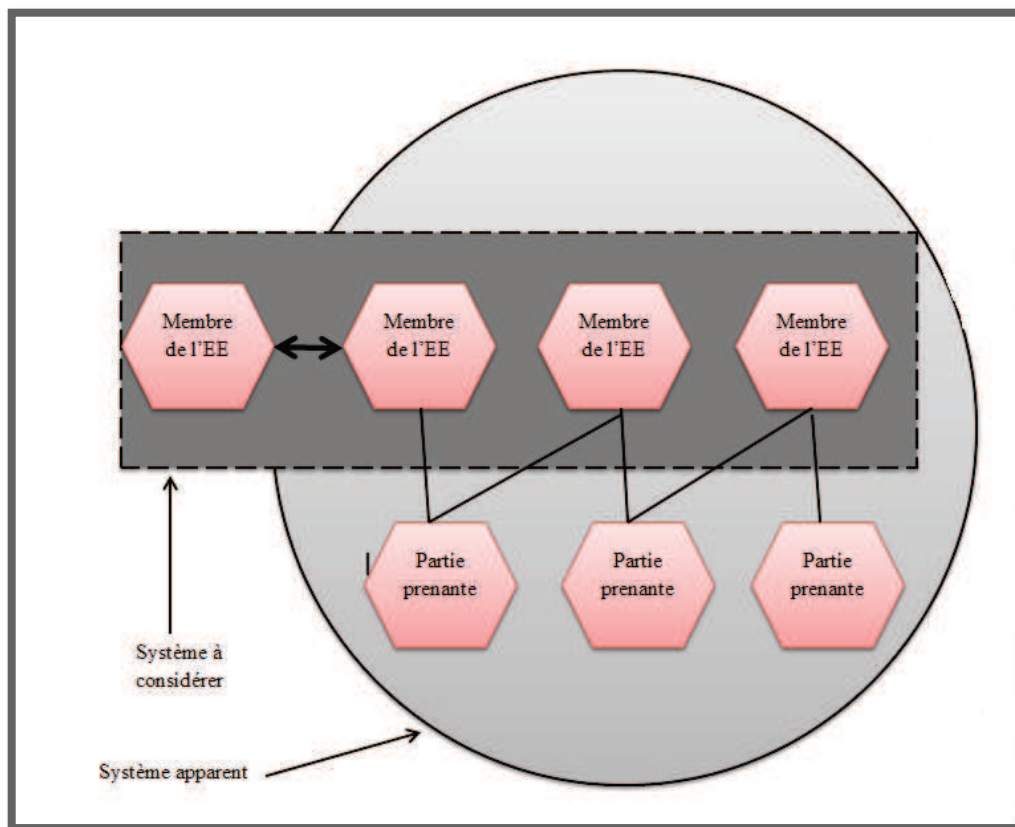 Membre
de l'EE
Membre
de l'EE
Membre
de l'EE
Membre
de l'EE
Partie
prenante
Partie
prenante
Partie
prenante
Système à
considérer
Système apparent